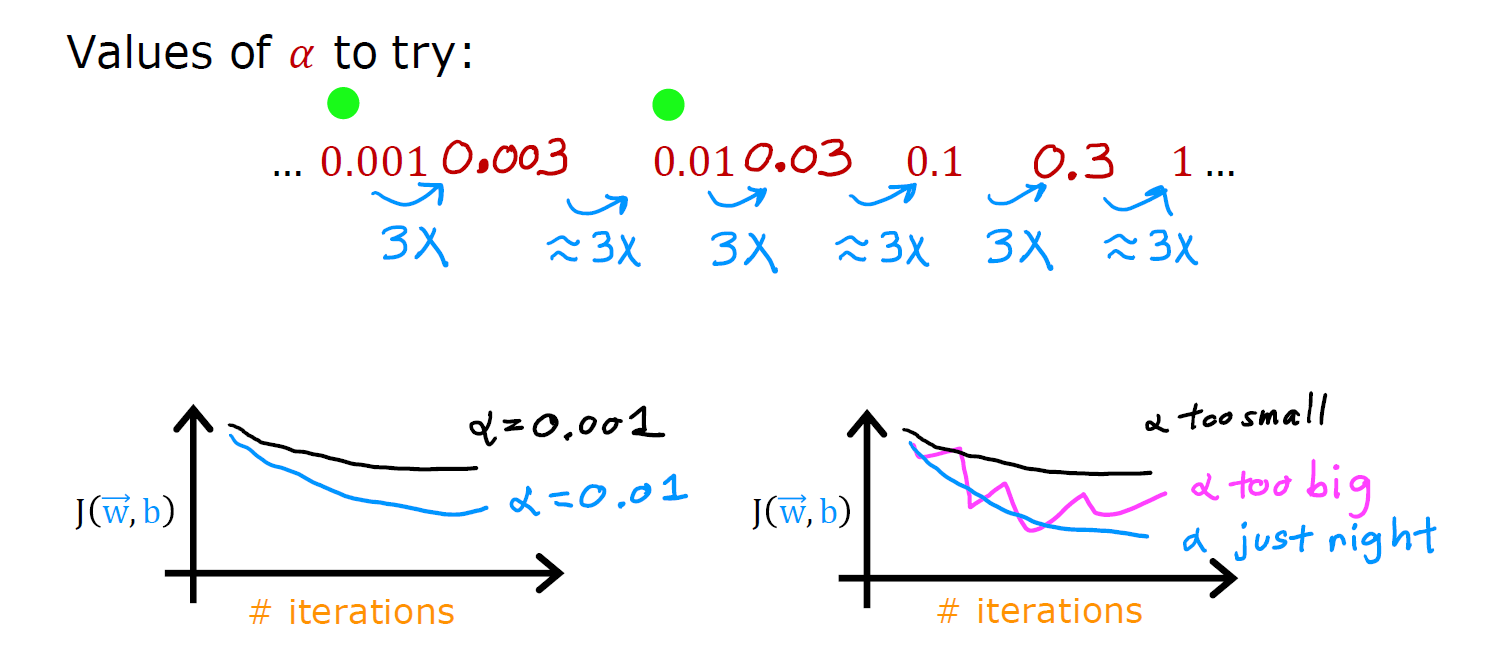 Values of α to try:
... 0.001 0.003 0.01 0.03 0.1 0.3 1 ...
3X ≈3X 3X ≈3X 3X ≈3X
α=0.001
α=0.01
J(w⃗,b)
# iterations
α too small
α too big
α just right
J(w⃗,b)
# iterations